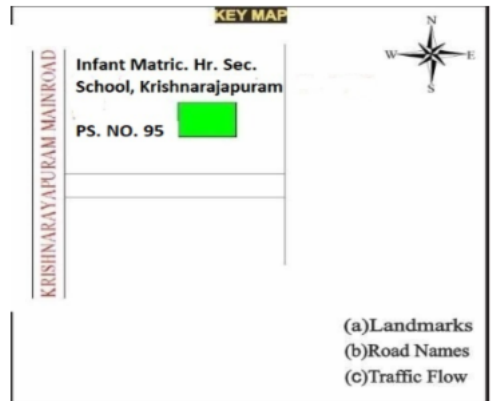 KEY MAP
N
W
E
S
KRISHNARAYAPURAM MAINROAD
Infant Matric. Hr. Sec.
School, Krishnarajapuram
PS. NO. 95
(a)Landmarks
(b)Road Names
(c)Traffic Flow